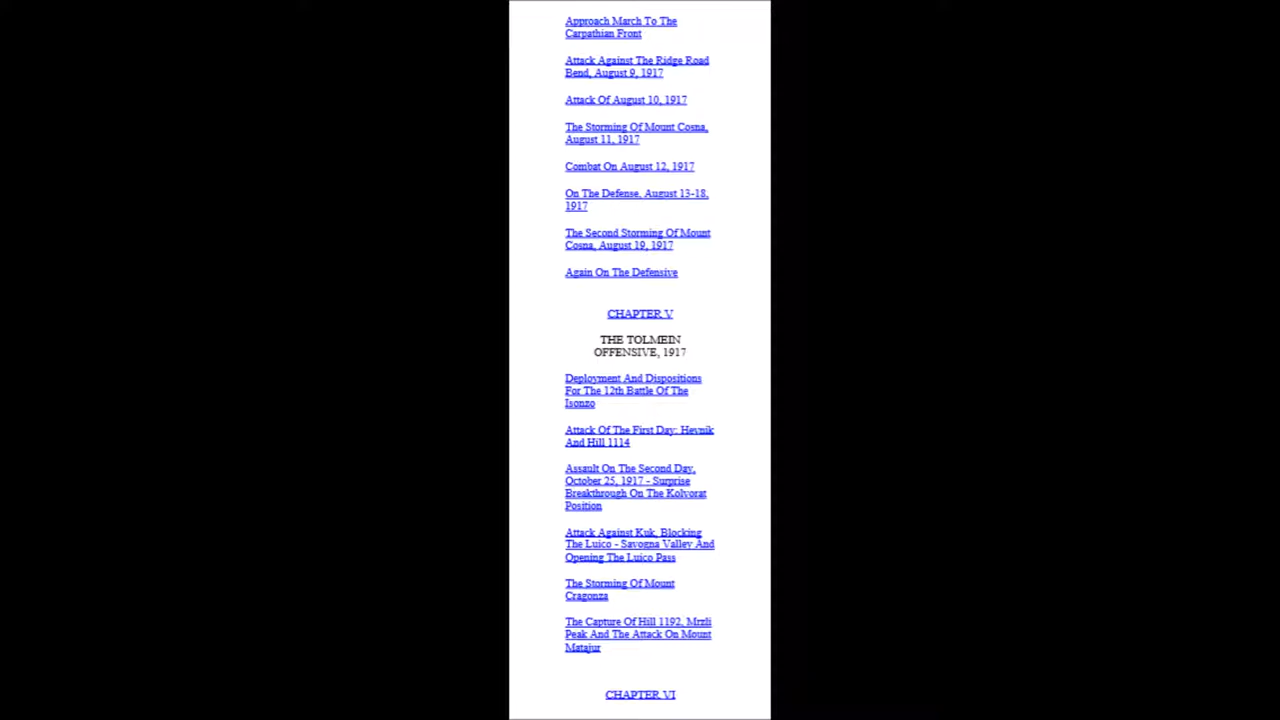 Approach March To The
Carpathian Front
Attack Against The Ridge Road
Bend, August 9, 1917
Attack Of August 10, 1917
The Storming Of Mount Cosna,
August 11, 1917
Combat On August 12, 1917
On The Defense, August 13-18,
1917
The Second Storming Of Mount
Cosna, August 19, 1917
Again On The Defensive
CHAPTER V
THE TOLMEIN
OFFENSIVE, 1917
Deployment And Dispositions
For The 12th Battle Of The
Isonzo
Attack Of The First Day: Hevnik
And Hill 1114
Assault On The Second Day,
October 25, 1917 - Surprise
Breakthrough On The Kolvorat
Position
Attack Against Kuk, Blocking
The Luico - Savogna Valley And
Opening The Luico Pass
The Storming Of Mount
Cragonza
The Capture Of Hill 1192, Mrzli
Peak And The Attack On Mount
Matajur
CHAPTER VI